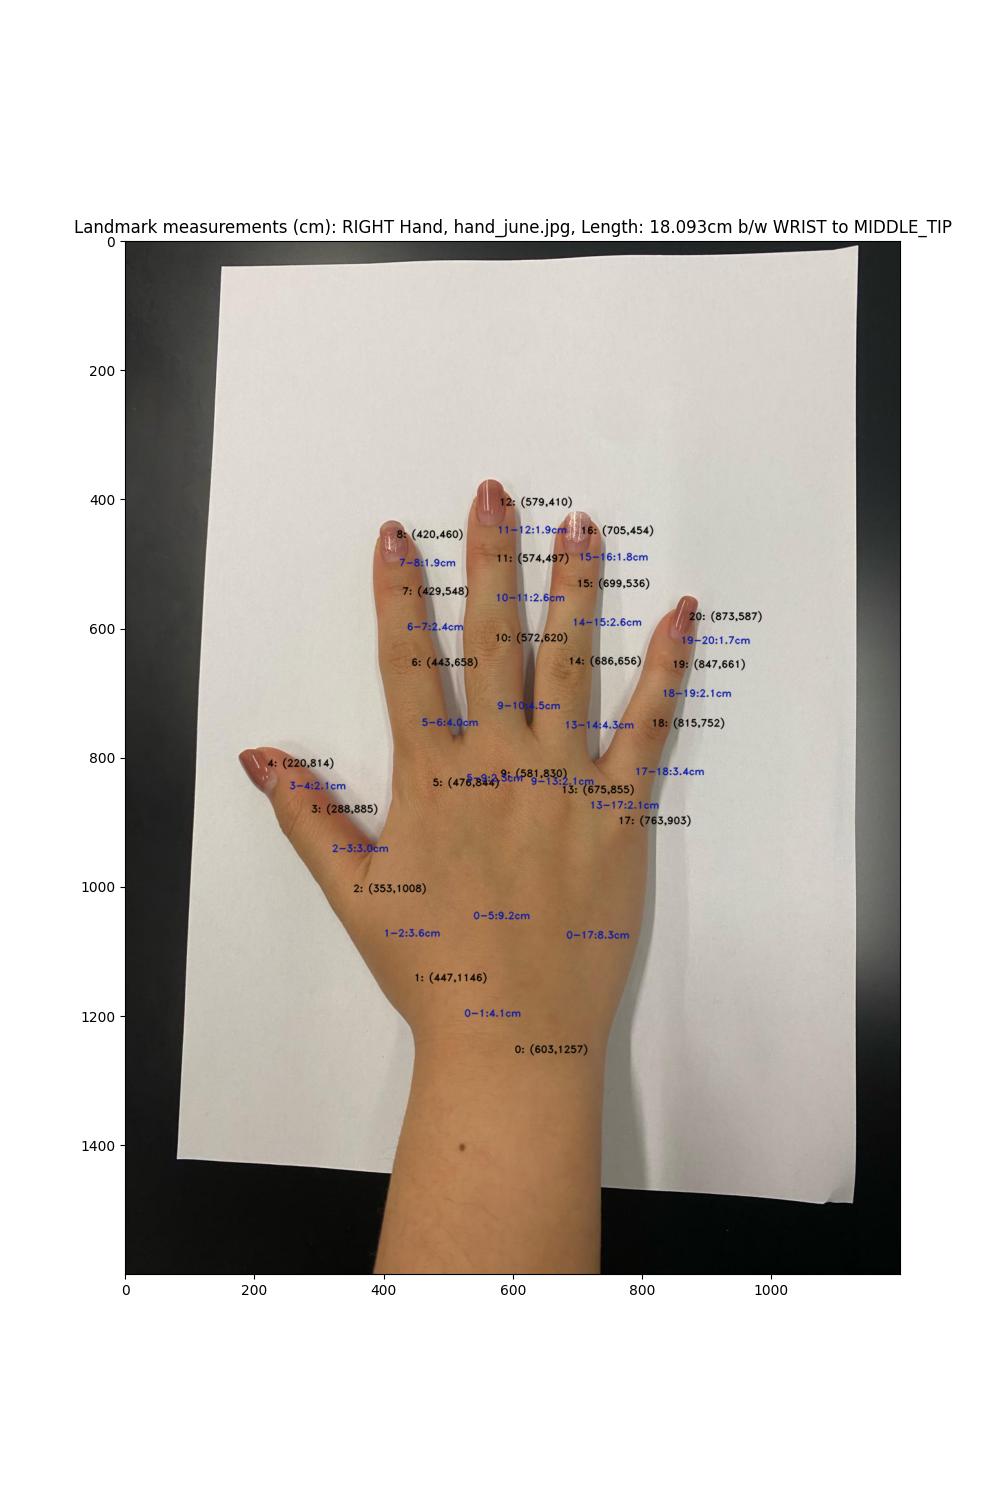 Landmark measurements (cm): RIGHT Hand, hand_june.jpg, Length: 18.093cm b/w WRIST to MIDDLE_TIP
0
200
400
12: (579,410)
8: (420,460)
11-12:1.9cm
16: (705,454)
7-8:1.9cm
11: (574,497)
15-16:1.8cm
7: (429,548)
15: (699,536)
10-11:2.6cm
20: (873,587)
600
6-7:2.4cm
14-15:2.6cm
10: (572,620)
19-20:1.7cm
6: (443,658)
14: (686,656)
19: (847,661)
18-19:2.1cm
9-10:4.5cm
5-6:4.0cm
13-14:4.3cm
18: (815,752)
800
4: (220,814)
9: (581,830)
17-18:3.4cm
3-4:2.1cm
5: (476,844)
5-9:2.3cm
9-13:2.1cm
13: (675,855)
3: (288,885)
13-17:2.1cm
17: (763,903)
2-3:3.0cm
1000
2: (353,1008)
0-5:9.2cm
1-2:3.6cm
0-17:8.3cm
1: (447,1146)
1200
0-1:4.1cm
0: (603,1257)
1400
0 200 400 600 800 1000